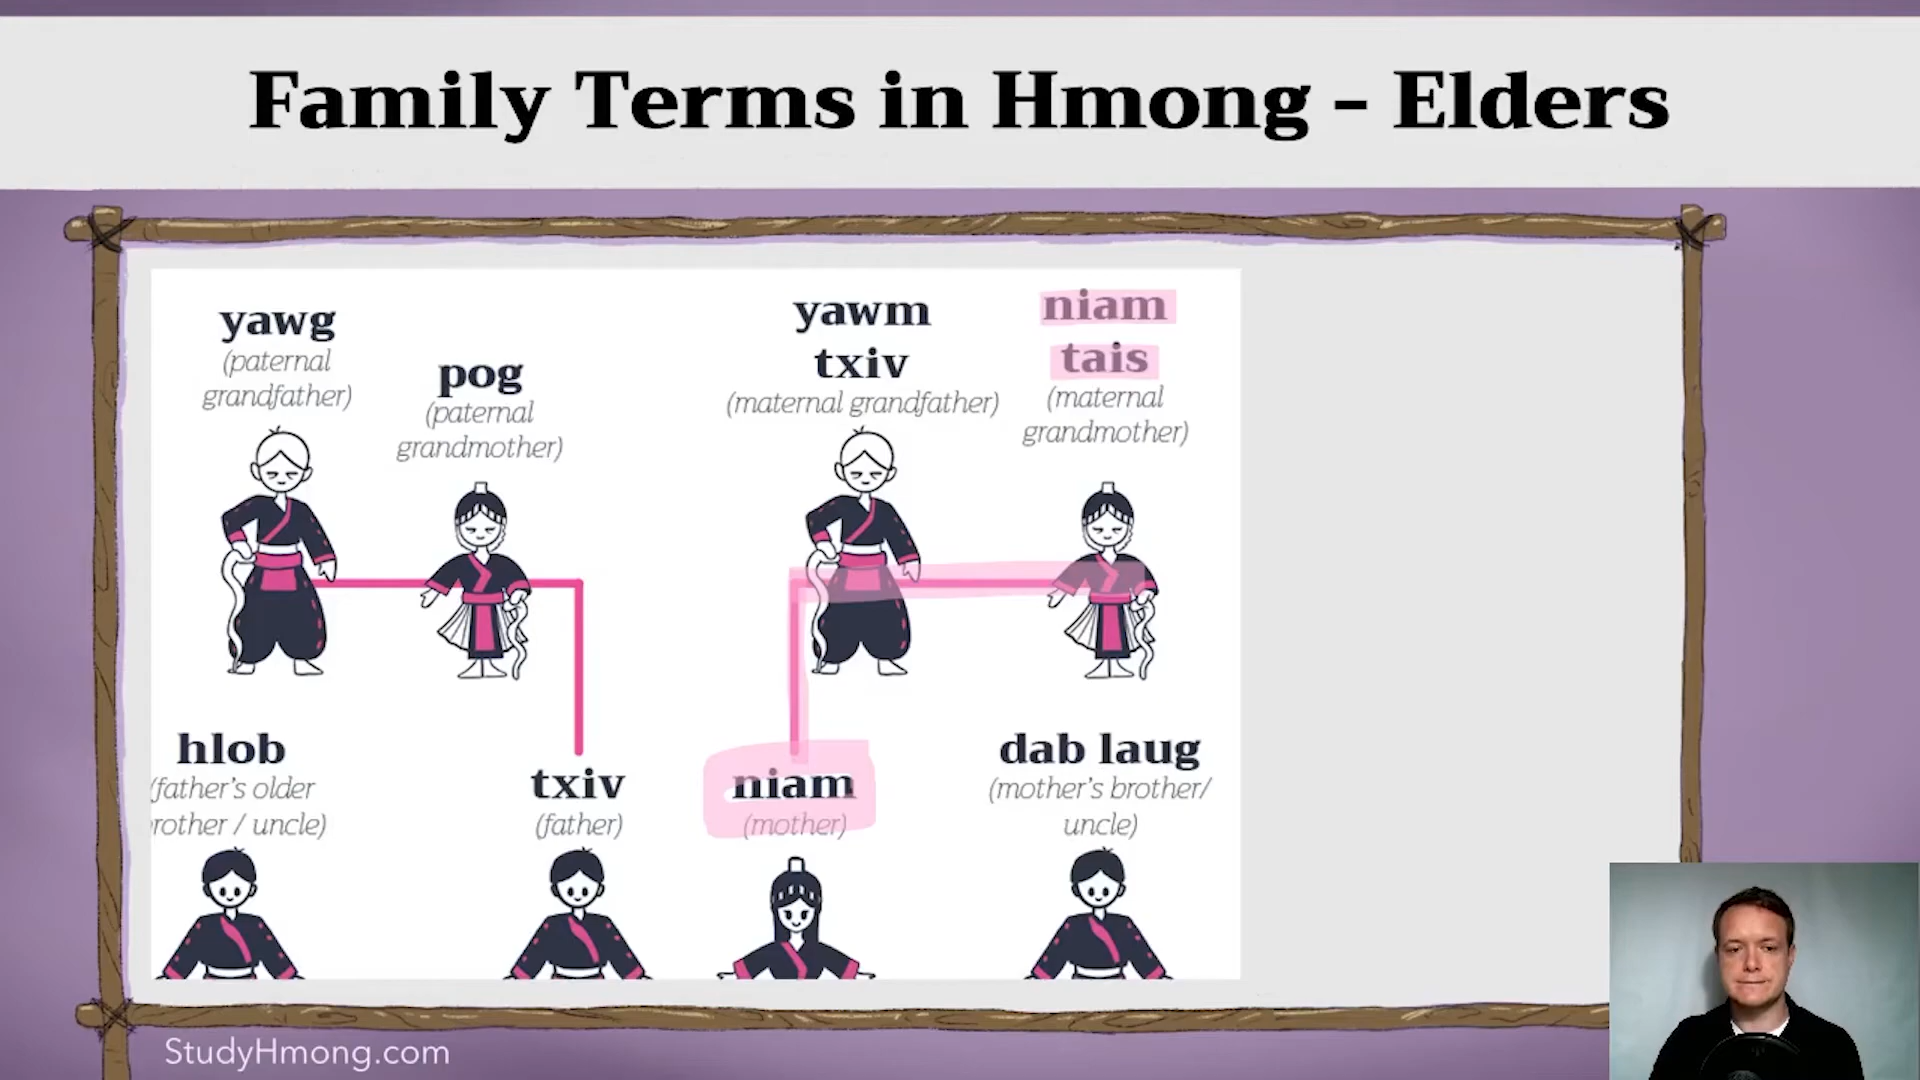 Family Terms in Hmong - Elders
yawg
(paternal
grandfather)
pog
(paternal
grandmother)
yawm
txiv
(maternal grandfather)
niam
tais
(maternal
grandmother)
hlob
(father's older
rother / uncle)
txiv
(father)
niam
(mother)
dab laug
(mother's brother/
uncle)
StudyHmong.com